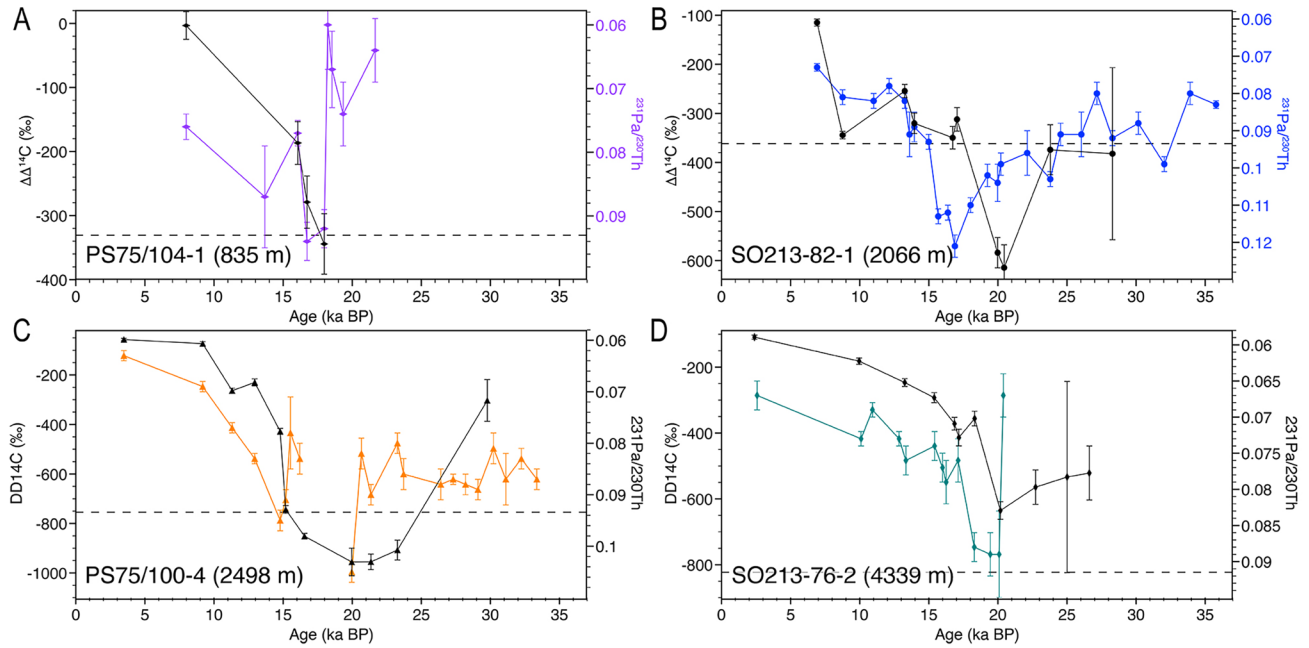 A
0
-100
-200
-300
-400
ΔΔ¹⁴C (‰)
0.06
0.07
0.08
0.09
²³¹Pa/²³⁰Th
PS75/104-1 (835 m)
0 5 10 15 20 25 30 35
Age (ka BP)
B
-100
-200
-300
-400
-500
-600
ΔΔ¹⁴C (‰)
0.06
0.07
0.08
0.09
0.1
0.11
0.12
²³¹Pa/²³⁰Th
SO213-82-1 (2066 m)
0 5 10 15 20 25 30 35
Age (ka BP)
C
-200
-400
-600
-800
-1000
DD14C (‰)
0.06
0.07
0.08
0.09
0.1
231Pa/230Th
PS75/100-4 (2498 m)
0 5 10 15 20 25 30 35
Age (ka BP)
D
-200
-400
-600
-800
DD14C (‰)
0.06
0.065
0.07
0.075
0.08
0.085
0.09
231Pa/230Th
SO213-76-2 (4339 m)
0 5 10 15 20 25 30 35
Age (ka BP)